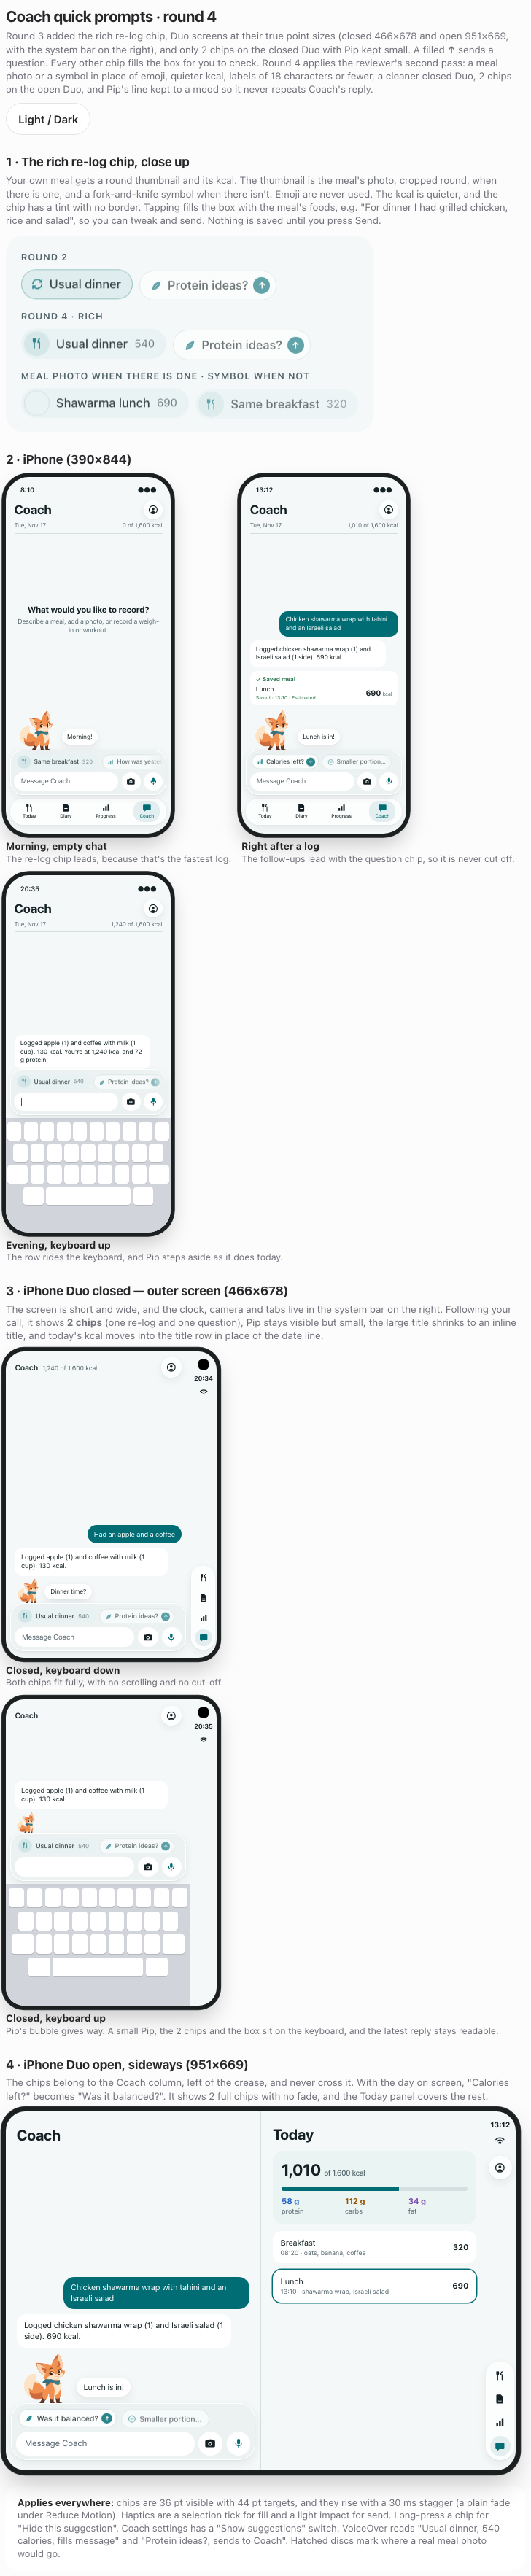 Coach quick prompts · round 4
Round 3 added the rich re-log chip, Duo screens at their true point sizes (closed 466×678 and open 951×669,
with the system bar on the right), and only 2 chips on the closed Duo with Pip kept small. A filled ↑ sends a
question. Every other chip fills the box for you to check. Round 4 applies the reviewer's second pass: a meal
photo or a symbol in place of emoji, quieter kcal, labels of 18 characters or fewer, a cleaner closed Duo, 2 chips
on the open Duo, and Pip's line kept to a mood so it never repeats Coach's reply.
Light / Dark
1 · The rich re-log chip, close up
Your own meal gets a round thumbnail and its kcal. The thumbnail is the meal's photo, cropped round, when
there is one, and a fork-and-knife symbol when there isn't. Emoji are never used. The kcal is quieter, and the
chip has a tint with no border. Tapping fills the box with the meal's foods, e.g. "For dinner I had grilled chicken,
rice and salad", so you can tweak and send. Nothing is saved until you press Send.
ROUND 2
Usual dinner Protein ideas? ↑
ROUND 4 · RICH
Usual dinner 540 Protein ideas? ↑
MEAL PHOTO WHEN THERE IS ONE · SYMBOL WHEN NOT
Shawarma lunch 690 Same breakfast 320
2 · iPhone (390×844)
8:10
Coach
Tue, Nov 17 0 of 1,600 kcal
What would you like to record?
Describe a meal, add a photo, or record a weigh-
in or workout.
Morning!
Same breakfast 320 How was yester
Message Coach
Today Diary Progress Coach
Morning, empty chat
The re-log chip leads, because that's the fastest log.
13:12
Coach
Tue, Nov 17 1,010 of 1,600 kcal
Chicken shawarma wrap with tahini
and an Israeli salad
Logged chicken shawarma wrap (1) and
Israeli salad (1 side). 690 kcal.
✓ Saved meal
Lunch
Saved · 13:10 · Estimated
690 kcal
Lunch is in!
Calories left? ↑ Smaller portion…
Message Coach
Today Diary Progress Coach
Right after a log
The follow-ups lead with the question chip, so it is never cut off.
20:35
Coach
Tue, Nov 17 1,240 of 1,600 kcal
Logged apple (1) and coffee with milk (1
cup). 130 kcal. You're at 1,240 kcal and 72
g protein.
Usual dinner 540 Protein ideas?
Evening, keyboard up
The row rides the keyboard, and Pip steps aside as it does today.
3 · iPhone Duo closed — outer screen (466×678)
The screen is short and wide, and the clock, camera and tabs live in the system bar on the right. Following your
call, it shows 2 chips (one re-log and one question), Pip stays visible but small, the large title shrinks to an inline
title, and today's kcal moves into the title row in place of the date line.
Coach 1,240 of 1,600 kcal
20:34
Had an apple and a coffee
Logged apple (1) and coffee with milk (1
cup). 130 kcal.
Dinner time?
Usual dinner 540 Protein ideas? ↑
Message Coach
Closed, keyboard down
Both chips fit fully, with no scrolling and no cut-off.
Coach
20:35
Logged apple (1) and coffee with milk (1
cup). 130 kcal.
Usual dinner 540 Protein ideas? ↑
Closed, keyboard up
Pip's bubble gives way. A small Pip, the 2 chips and the box sit on the keyboard, and the latest reply stays readable.
4 · iPhone Duo open, sideways (951×669)
The chips belong to the Coach column, left of the crease, and never cross it. With the day on screen, "Calories
left?" becomes "Was it balanced?". It shows 2 full chips with no fade, and the Today panel covers the rest.
Coach
Chicken shawarma wrap with tahini and an
Israeli salad
Logged chicken shawarma wrap (1) and Israeli salad (1
side). 690 kcal.
Lunch is in!
Was it balanced? ↑ Smaller portion…
Message Coach
Today
13:12
1,010 of 1,600 kcal
58 g 112 g 34 g
protein carbs fat
Breakfast
08:20 · oats, banana, coffee
320
Lunch
13:10 · shawarma wrap, Israeli salad
690
Applies everywhere: chips are 36 pt visible with 44 pt targets, and they rise with a 30 ms stagger (a plain fade
under Reduce Motion). Haptics are a selection tick for fill and a light impact for send. Long-press a chip for
"Hide this suggestion". Coach settings has a "Show suggestions" switch. VoiceOver reads "Usual dinner, 540
calories, fills message" and "Protein ideas?, sends to Coach". Hatched discs mark where a real meal photo
would go.